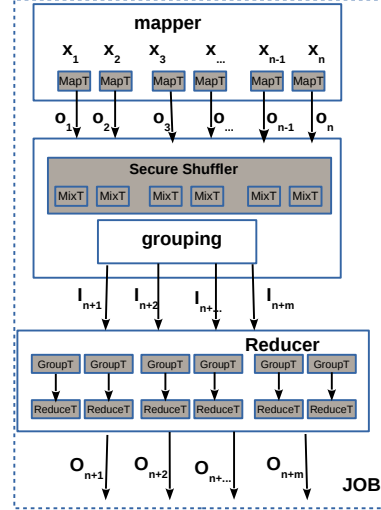 mapper
x1 x2 x3 x... xn-1 xn
MapT MapT MapT MapT MapT MapT
o1 o2 o3 o... on-1 on
Secure Shuffler
MixT MixT MixT MixT MixT MixT
grouping
In+1 In+2 In+... In+m
Reducer
GroupT GroupT GroupT GroupT GroupT GroupT
ReduceT ReduceT ReduceT ReduceT ReduceT ReduceT
On+1 On+2 On+... On+m
JOB